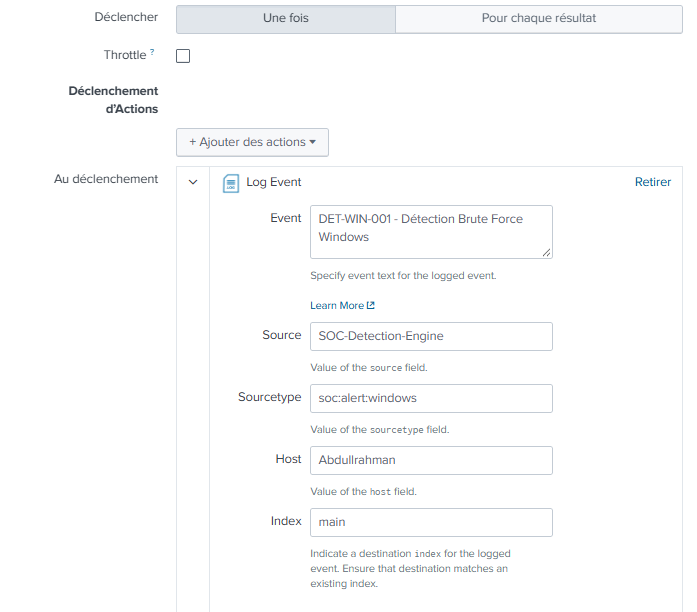 Déclencher
Une fois
Pour chaque résultat
Throttle ?
Déclenchement
d'Actions
+ Ajouter des actions
Au déclenchement
LOG
Log Event
Retirer
Event
DET-WIN-001 - Détection Brute Force
Windows
Specify event text for the logged event.
Learn More
Source
SOC-Detection-Engine
Value of the source field.
Sourcetype
soc:alert:windows
Value of the sourcetype field.
Host
Abdullrahman
Value of the host field.
Index
main
Indicate a destination index for the logged
event. Ensure that destination matches an
existing index.